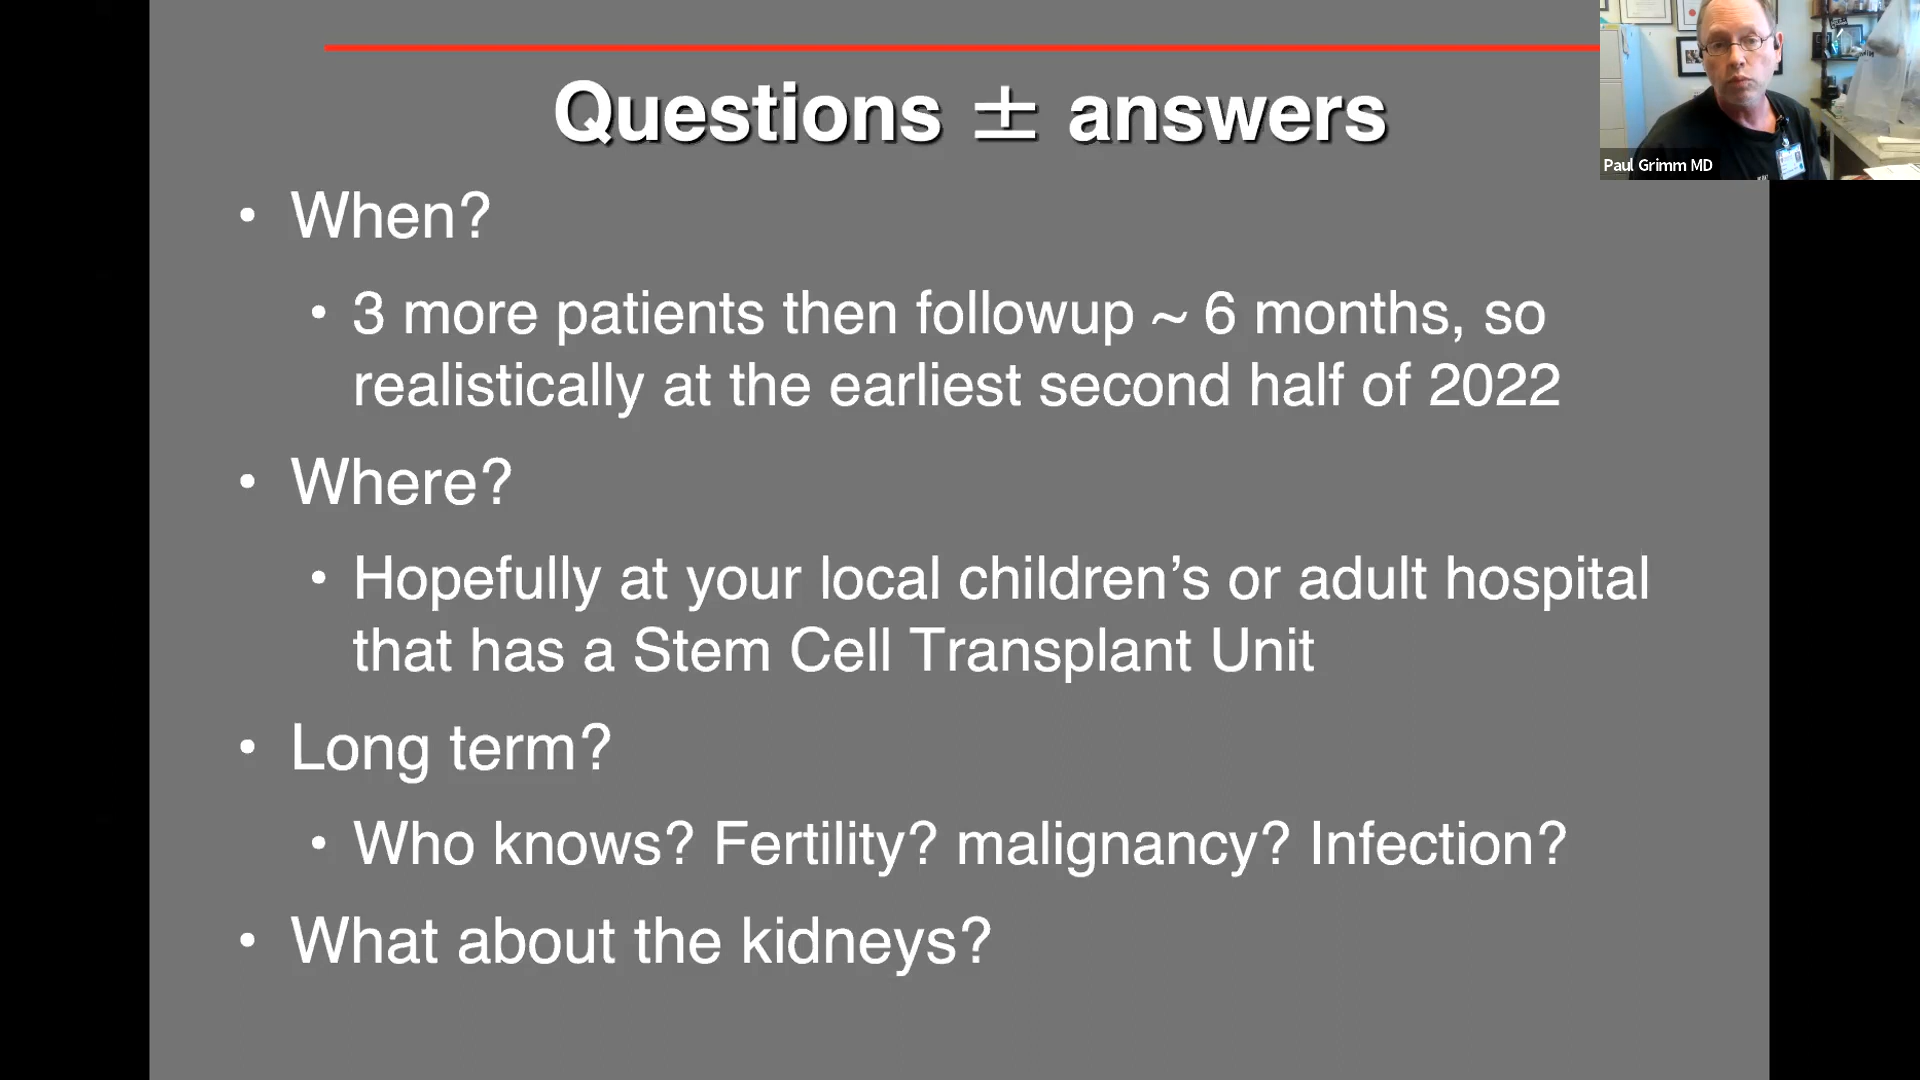 Questions ± answers
• When?
• 3 more patients then followup ~ 6 months, so
realistically at the earliest second half of 2022
• Where?
• Hopefully at your local children’s or adult hospital
that has a Stem Cell Transplant Unit
• Long term?
• Who knows? Fertility? malignancy? Infection?
• What about the kidneys?
Paul Grimm MD